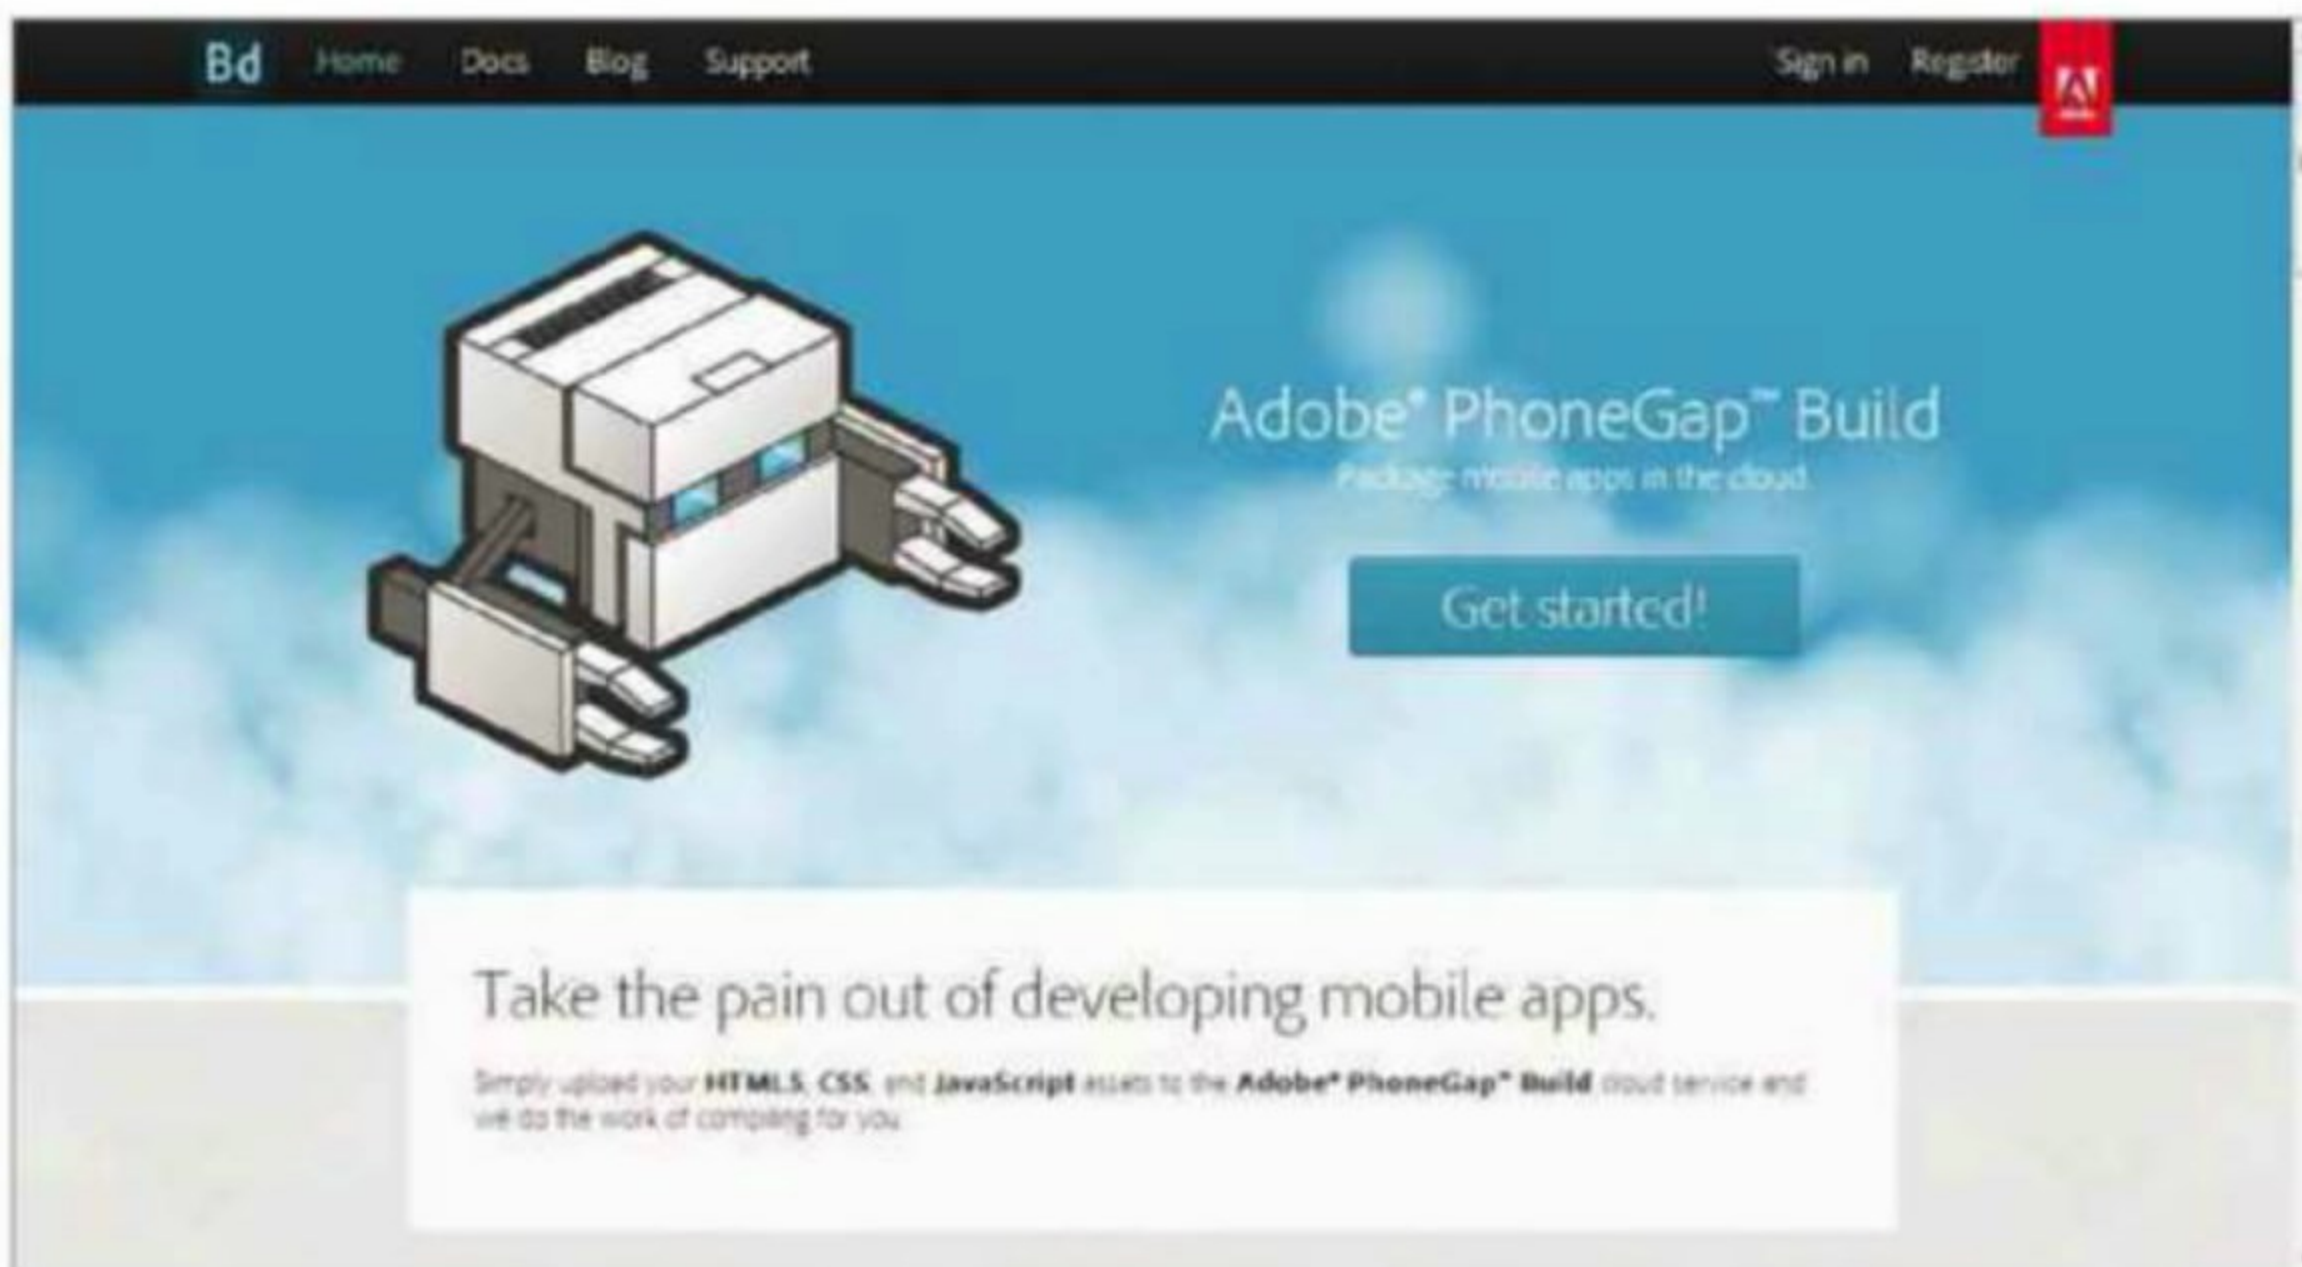 Bd Home Docs Blog Support Sign in Register
Adobe® PhoneGap™ Build
Package mobile apps in the cloud.
Get started!
Take the pain out of developing mobile apps.
Simply upload your HTML5, CSS, and JavaScript assets to the Adobe® PhoneGap™ Build cloud service and
we do the work of compiling for you.